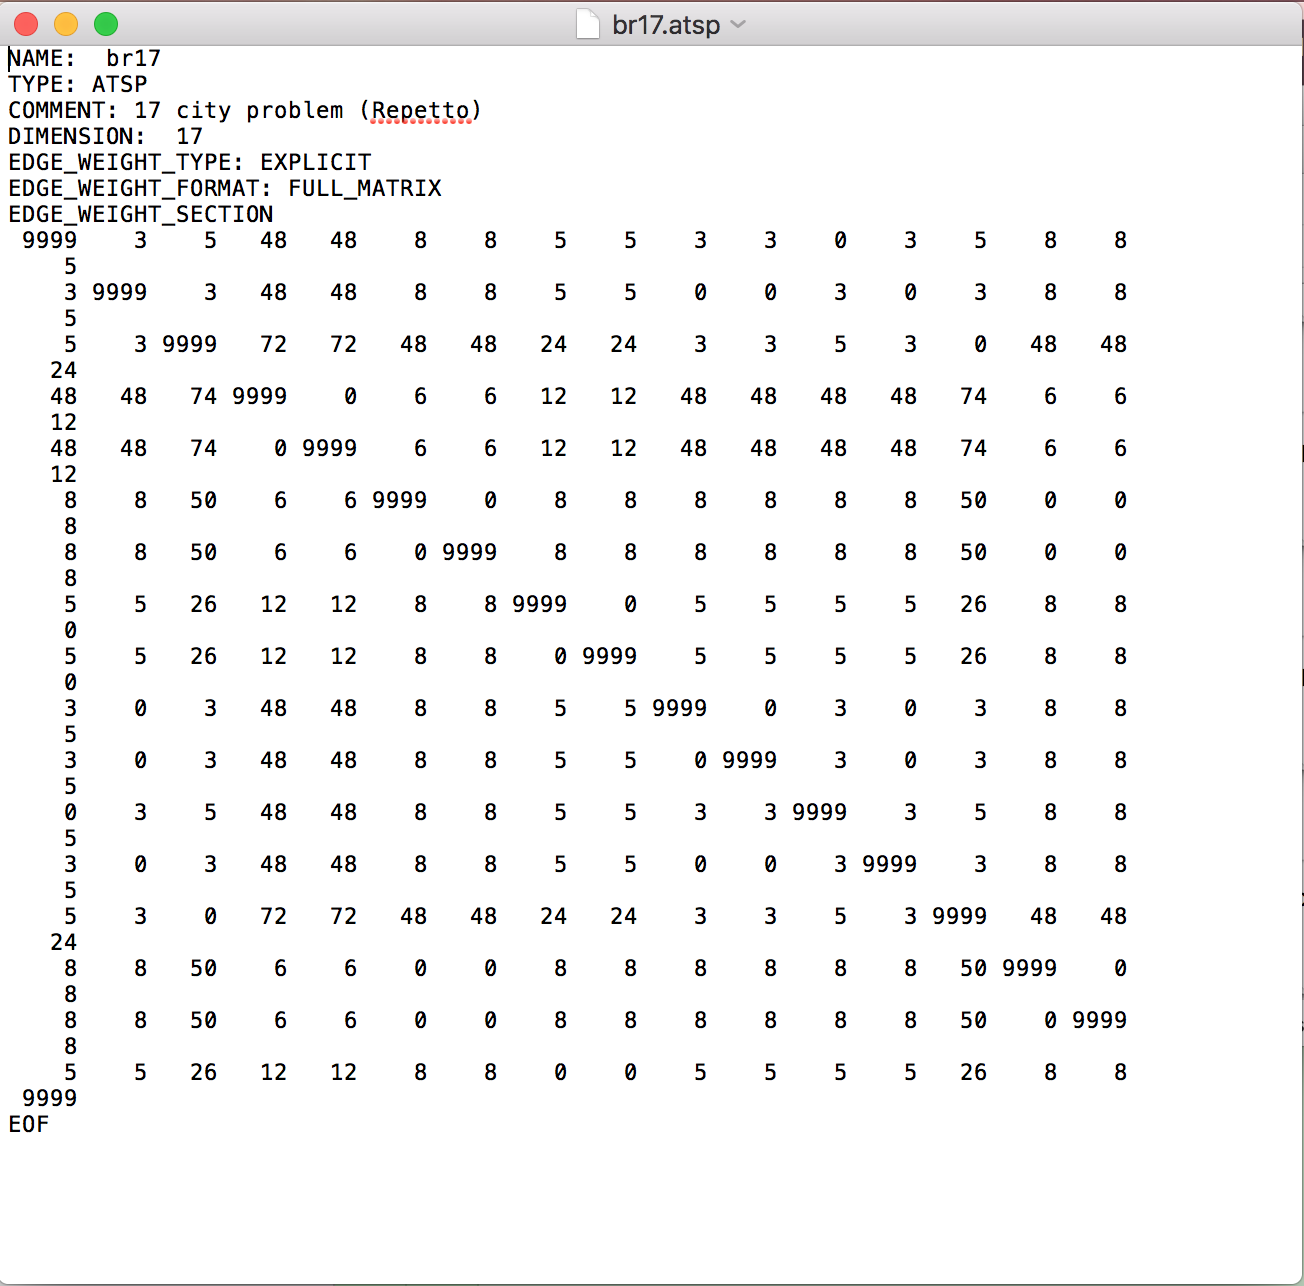 br17.atsp
NAME:  br17
TYPE: ATSP
COMMENT: 17 city problem (Repetto)
DIMENSION:  17
EDGE_WEIGHT_TYPE: EXPLICIT
EDGE_WEIGHT_FORMAT: FULL_MATRIX
EDGE_WEIGHT_SECTION
 9999    3    5   48   48    8    8    5    5    3    3    0    3    5    8    8
    5
    3 9999    3   48   48    8    8    5    5    0    0    3    0    3    8    8
    5
    5    3 9999   72   72   48   48   24   24    3    3    5    3    0   48   48
   24
   48   48   74 9999    0    6    6   12   12   48   48   48   48   74    6    6
   12
   48   48   74    0 9999    6    6   12   12   48   48   48   48   74    6    6
   12
    8    8   50    6    6 9999    0    8    8    8    8    8    8   50    0    0
    8
    8    8   50    6    6    0 9999    8    8    8    8    8    8   50    0    0
    8
    5    5   26   12   12    8    8 9999    0    5    5    5    5   26    8    8
    0
    5    5   26   12   12    8    8    0 9999    5    5    5    5   26    8    8
    0
    3    0    3   48   48    8    8    5    5 9999    0    3    0    3    8    8
    5
    3    0    3   48   48    8    8    5    5    0 9999    3    0    3    8    8
    5
    0    3    5   48   48    8    8    5    5    3    3 9999    3    5    8    8
    5
    3    0    3   48   48    8    8    5    5    0    0    3 9999    3    8    8
    5
    5    3    0   72   72   48   48   24   24    3    3    5    3 9999   48   48
   24
    8    8   50    6    6    0    0    8    8    8    8    8    8   50 9999    0
    8
    8    8   50    6    6    0    0    8    8    8    8    8    8   50    0 9999
    8
    5    5   26   12   12    8    8    0    0    5    5    5    5   26    8    8
 9999
EOF